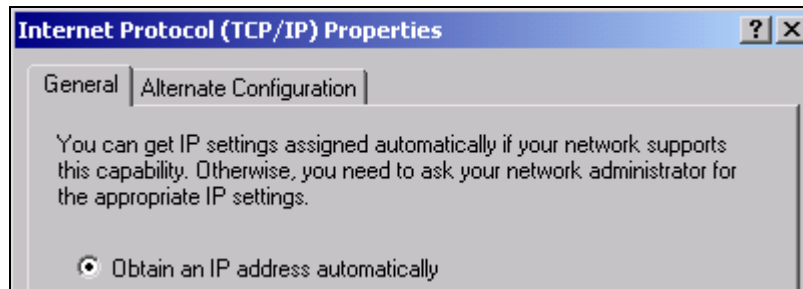 Internet Protocol (TCP/IP) Properties
General
Alternate Configuration
You can get IP settings assigned automatically if your network supports
this capability. Otherwise, you need to ask your network administrator for
the appropriate IP settings.
Obtain an IP address automatically